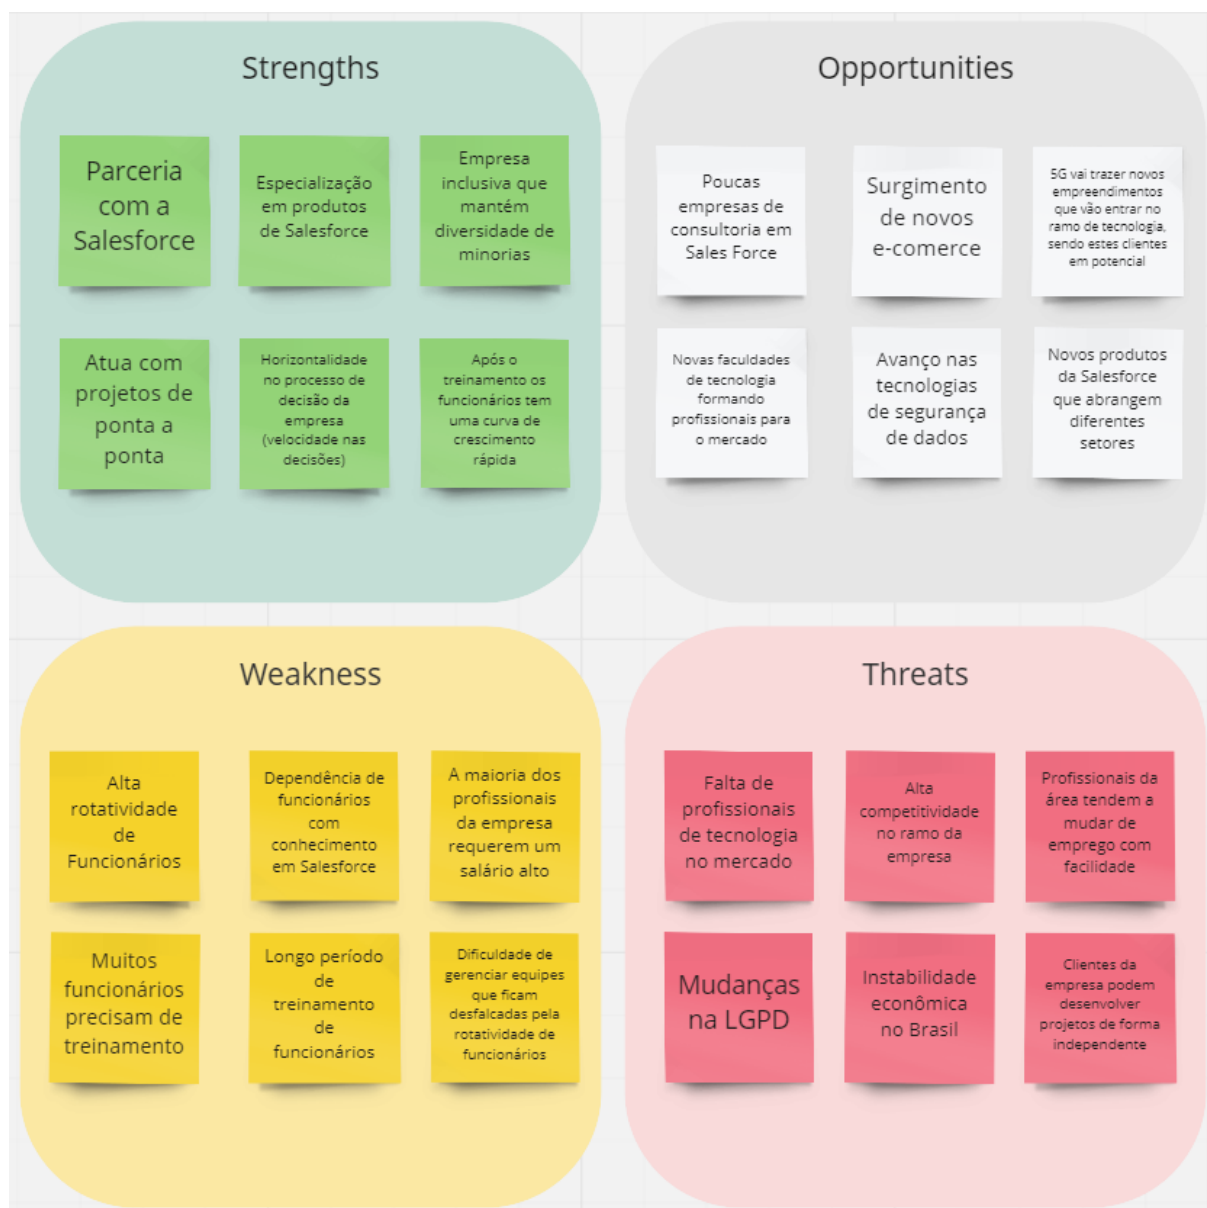 Strengths
Parceria
com a
Salesforce
Especialização
em produtos
de Salesforce
Empresa
inclusiva que
mantém
diversidade de
minorias
Atua com
projetos de
ponta a
ponta
Horizontalidade
no processo de
decisão da
empresa
(velocidade nas
decisões)
Após o
treinamento os
funcionários tem
uma curva de
crescimento
rápida
Opportunities
Poucas
empresas de
consultoria em
Sales Force
Surgimento
de novos
e-comerce
5G vai trazer novos
empreendimentos
que vão entrar no
ramo de tecnologia,
sendo estes clientes
em potencial
Novas faculdades
de tecnologia
formando
profissionais para
o mercado
Avanço nas
tecnologias
de segurança
de dados
Novos produtos
da Salesforce
que abrangem
diferentes
setores
Weakness
Alta
rotatividade
de
Funcionários
Dependência de
funcionários
com
conhecimento
em Salesforce
A maioria dos
profissionais
da empresa
requerem um
salário alto
Muitos
funcionários
precisam de
treinamento
Longo período
de
treinamento
de
funcionários
Dificuldade de
gerenciar equipes
que ficam
desfalcadas pela
rotatividade de
funcionários
Threats
Falta de
profissionais
de tecnologia
no mercado
Alta
competitividade
no ramo da
empresa
Profissionais da
área tendem a
mudar de
emprego com
facilidade
Mudanças
na LGPD
Instabilidade
econômica
no Brasil
Clientes da
empresa podem
desenvolver
projetos de forma
independente